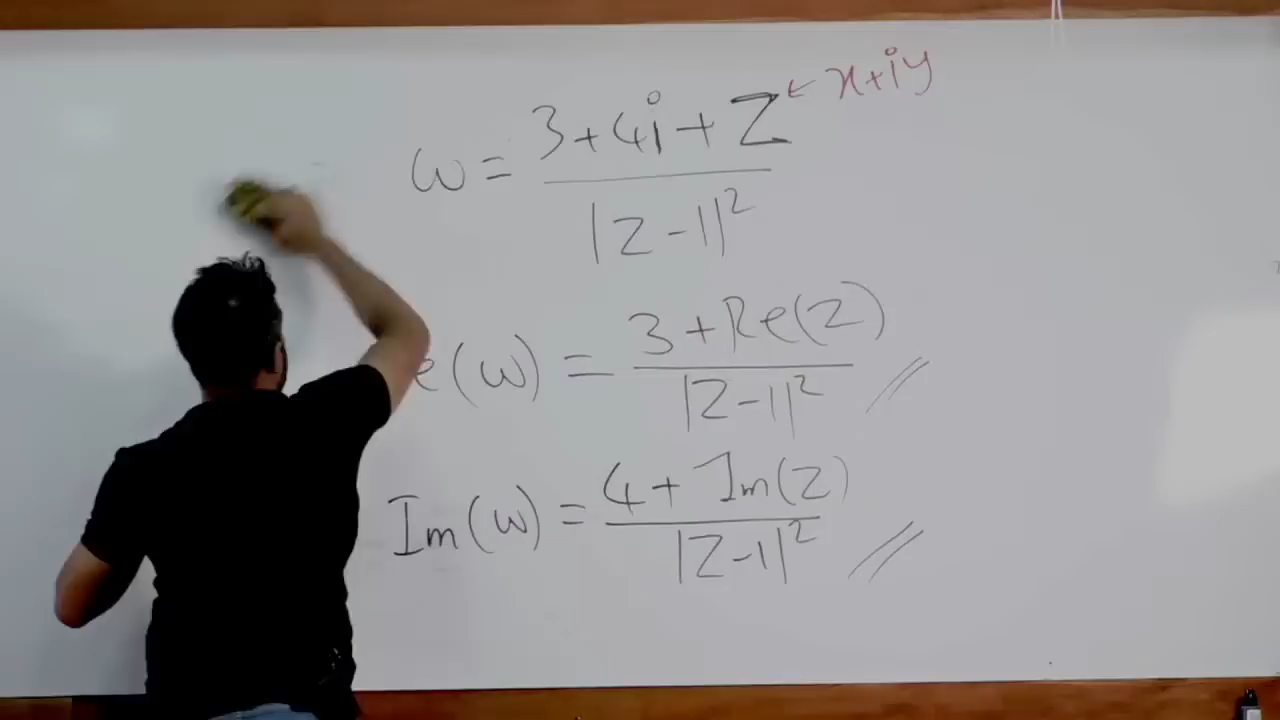 ω = (3+4i+Z)/|Z-1|² ← x+iy
e(ω) = (3+Re(Z))/|Z-1|² //
Im(ω) = (4+Im(Z))/|Z-1|² //